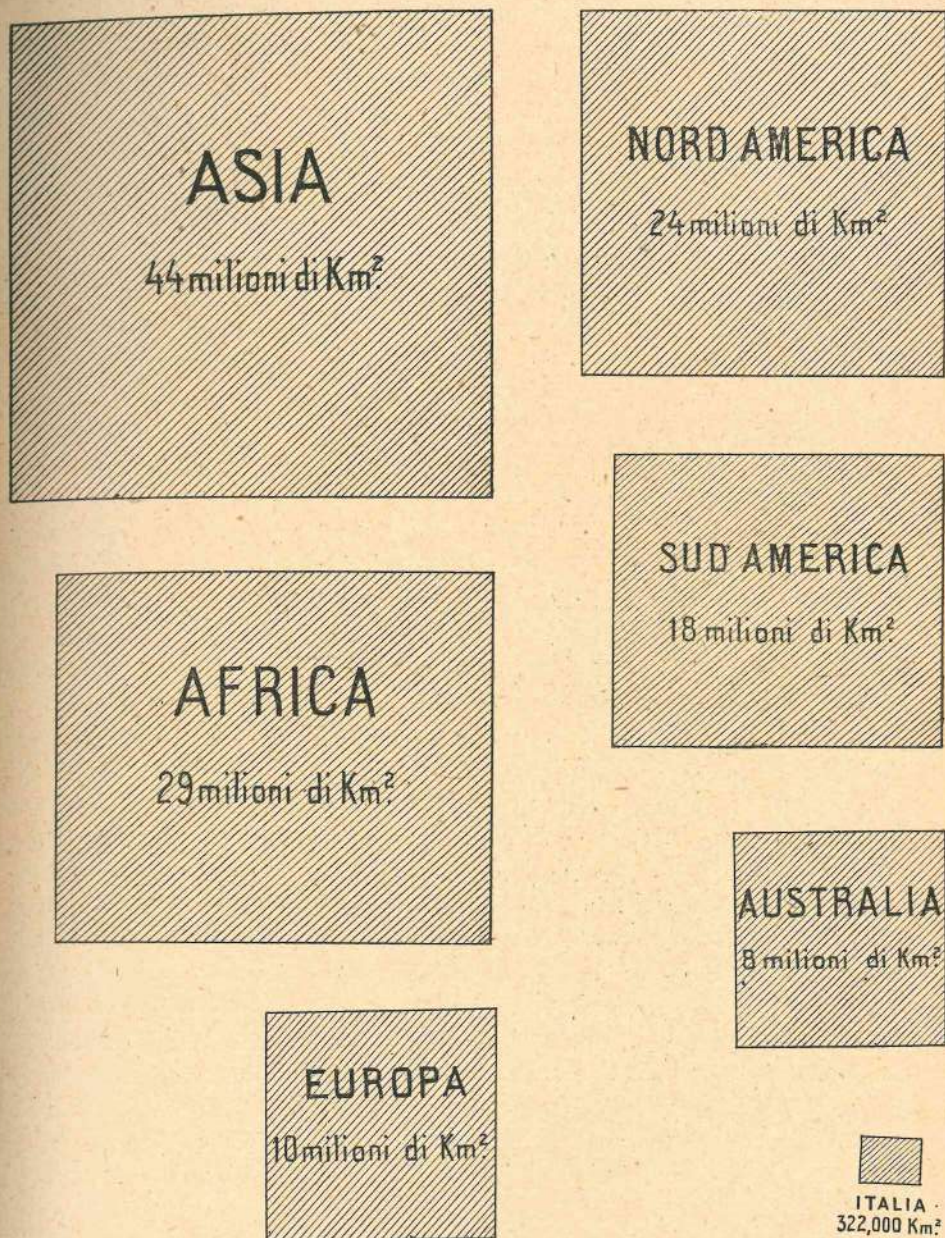 ASIA
44 milioni di Km²
NORD AMERICA
24 milioni di Km²
SUD AMERICA
18 milioni di Km²
AFRICA
29 milioni di Km²
AUSTRALIA
8 milioni di Km²
EUROPA
10 milioni di Km²
ITALIA
322,000 Km²